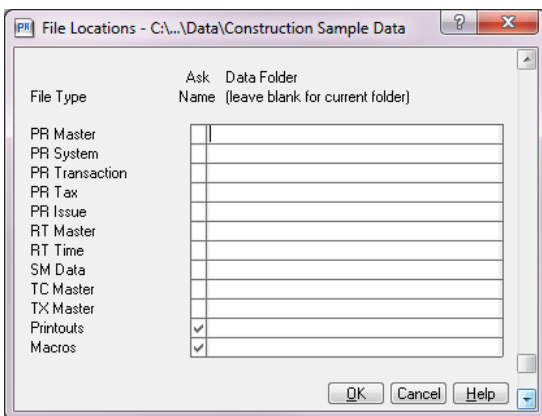 PR File Locations - C:\...\Data\Construction Sample Data ? X
Ask Data Folder
File Type Name (leave blank for current folder)
PR Master
PR System
PR Transaction
PR Tax
PR Issue
RT Master
RT Time
SM Data
TC Master
TX Master
Printouts
Macros
OK Cancel Help